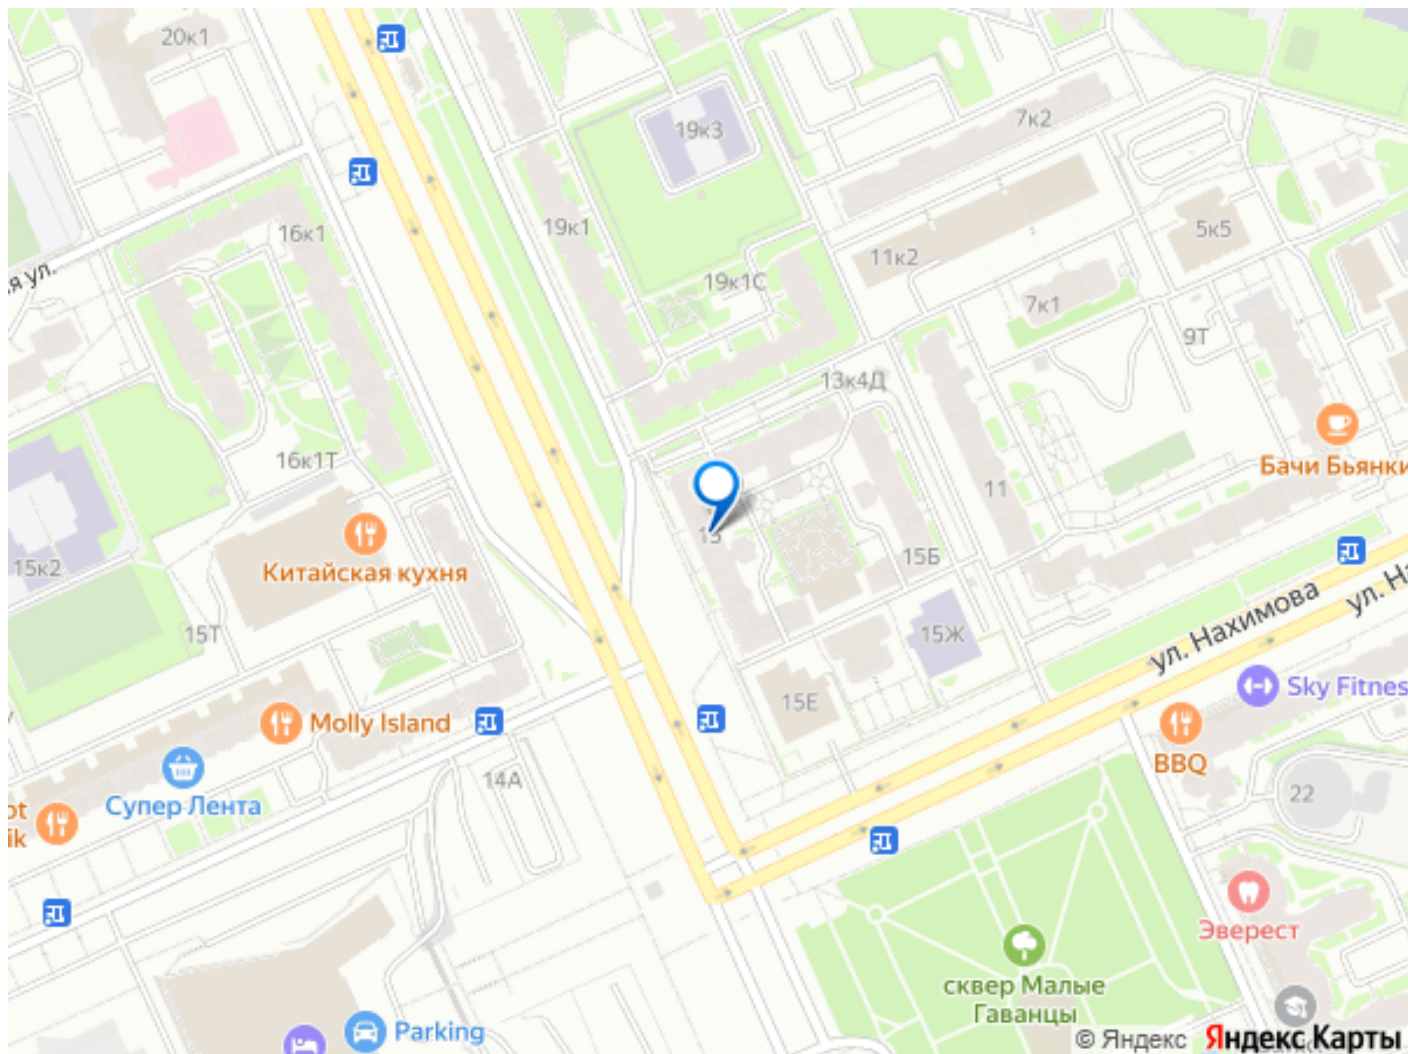 20к1
19к3
7к2
16к1
19к1
5к5
11к2
19к1С
ая ул.
7к1
9Т
13к4Д
Бачи Бьянки
16к1Т
11
15к2
Китайская кухня
15Б
ул. Нахимова
15Т
15Ж
15Е
Sky Fitnes
Molly Island
BBQ
14А
22
Супер Лента
Эверест
сквер Малые
Гаванцы
Parking
© Яндекс Яндекс Карты